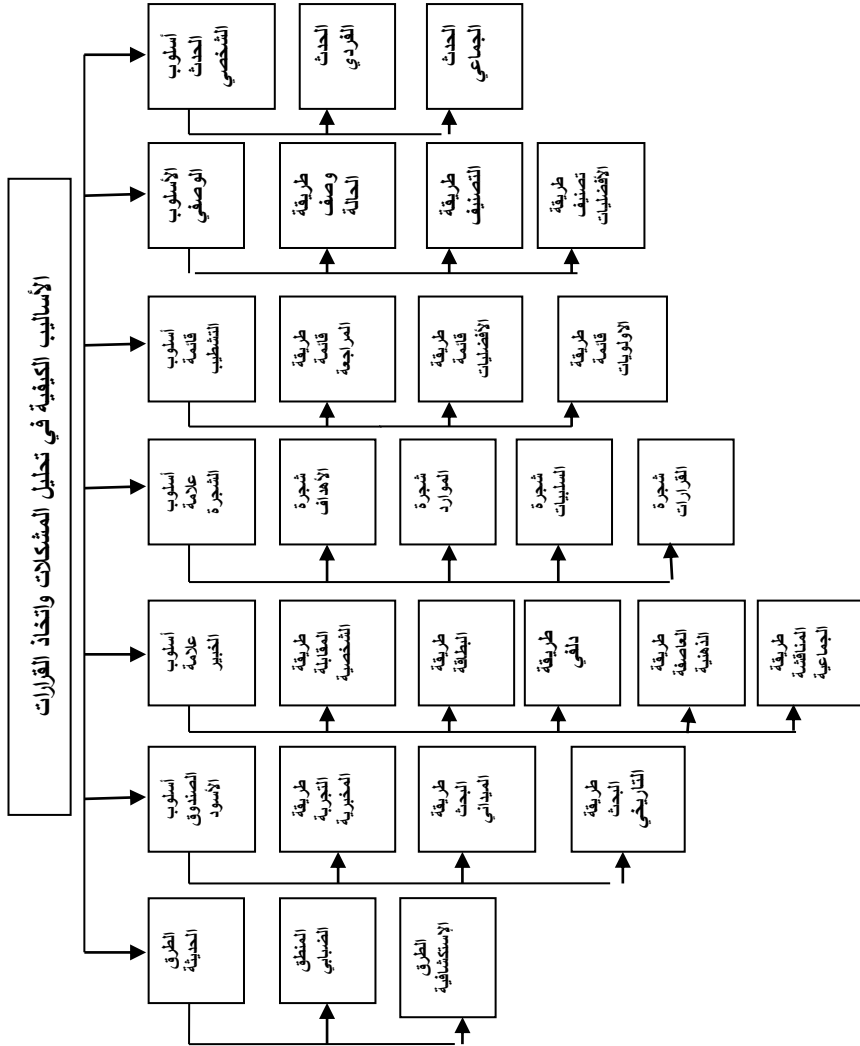 الأساليب الكيفية في تحليل المشكلات واتخاذ القرارات
أسلوب
الحدث
الشخصي
الحدث
الفردي
الحدث
الجماعي
الأسلوب
الوصفي
طريقة
وصف
الحالة
طريقة
التصنيف
طريقة
تصنيف
الأفضليات
أسلوب
قائمة
التشطيب
طريقة
قائمة
المراجعة
طريقة
قائمة
الأفضليات
طريقة
قائمة
الاولويات
أسلوب
علامة
الشجرة
شجرة
الأهداف
شجرة
الموارد
شجرة
السلبيات
شجرة
القرارات
أسلوب
علامة
الخبير
طريقة
المقابلة
الشخصية
طريقة
البطاقة
طريقة
دلفي
طريقة
العاصفة
الذهنية
طريقة
المناقشة
الجماعية
أسلوب
الصندوق
الأسود
طريقة
التجربة
المخبرية
طريقة
البحث
الميداني
طريقة
البحث
التاريخي
الطرق
الحديثة
المنطق
الضبابي
الطرق
الإستكشافية